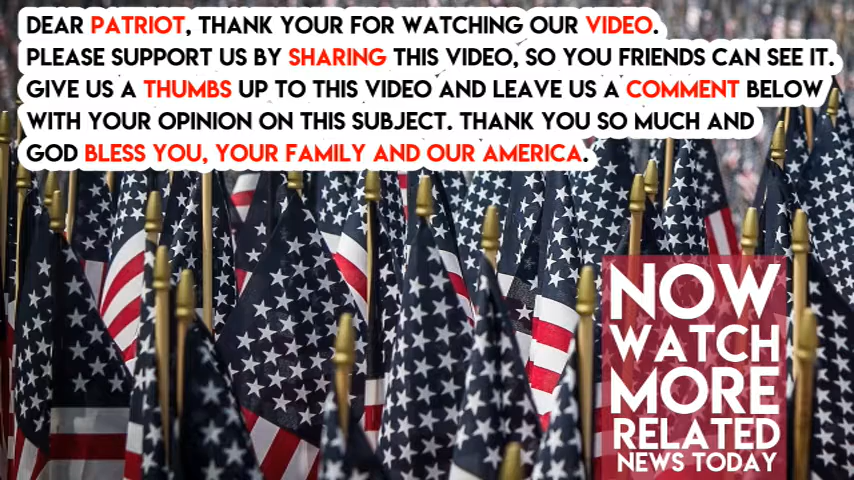 DEAR PATRIOT, THANK YOUR FOR WATCHING OUR VIDEO.
PLEASE SUPPORT US BY SHARING THIS VIDEO, SO YOU FRIENDS CAN SEE IT.
GIVE US A THUMBS UP TO THIS VIDEO AND LEAVE US A COMMENT BELOW
WITH YOUR OPINION ON THIS SUBJECT. THANK YOU SO MUCH AND
GOD BLESS YOU, YOUR FAMILY AND OUR AMERICA.
NOW
WATCH
MORE
RELATED
NEWS TODAY